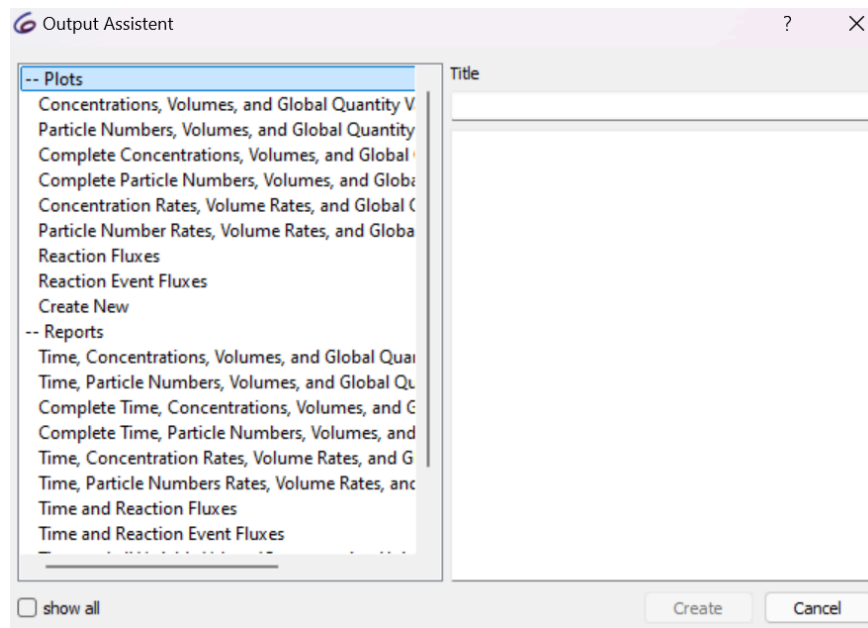 Output Assistent
?
-- Plots
Concentrations, Volumes, and Global Quantity V
Particle Numbers, Volumes, and Global Quantity
Complete Concentrations, Volumes, and Global
Complete Particle Numbers, Volumes, and Globa
Concentration Rates, Volume Rates, and Global
Particle Number Rates, Volume Rates, and Globa
Reaction Fluxes
Reaction Event Fluxes
Create New
-- Reports
Time, Concentrations, Volumes, and Global Quar
Time, Particle Numbers, Volumes, and Global Qu
Complete Time, Concentrations, Volumes, and G
Complete Time, Particle Numbers, Volumes, and
Time, Concentration Rates, Volume Rates, and G
Time, Particle Numbers Rates, Volume Rates, and
Time and Reaction Fluxes
Time and Reaction Event Fluxes
show all
Title
Create
Cancel